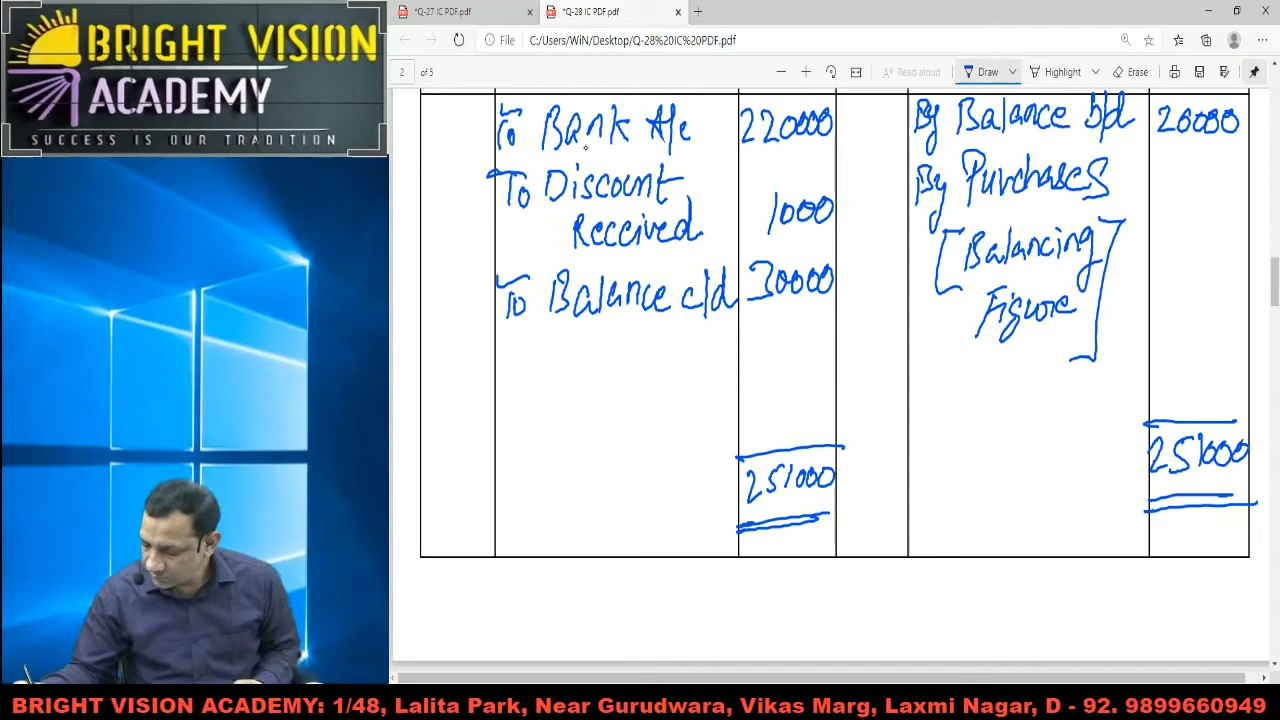 BRIGHT VISION
ACADEMY
SUCCESS IS OUR TRADITION
*Q-27 IC PDF.pdf
*Q-28 IC PDF.pdf
File
C:/Users/WiN/Desktop/Q-28%20IC%20PDF.pdf
2 of 5
Read aloud
Draw
Highlight
Erase
To Bank A/c 220000 By Balance b/d 20000
To Discount By Purchases
Received 1000 [Balancing
To Balance c/d 30000 Figure]
251000 251000
BRIGHT VISION ACADEMY: 1/48, Lalita Park, Near Gurudwara, Vikas Marg, Laxmi Nagar, D - 92. 9899660949